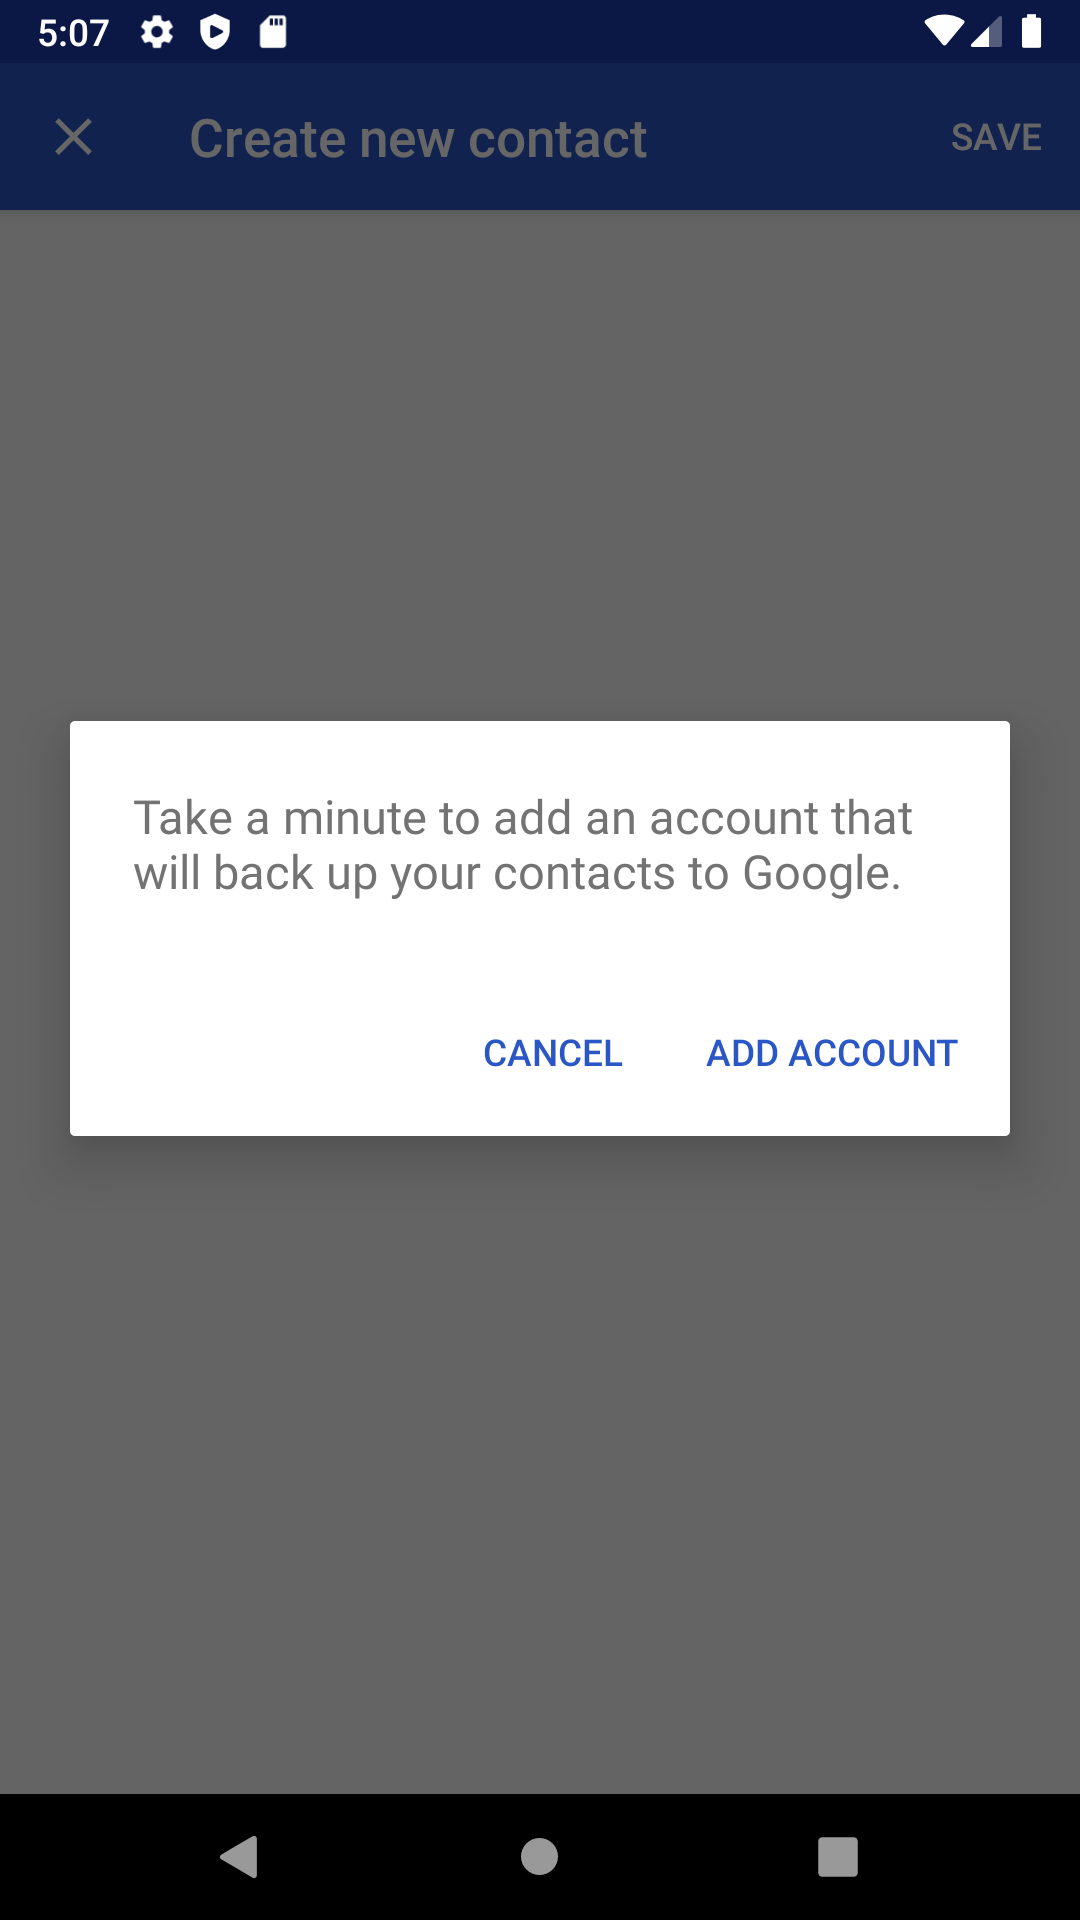 5:07
Create new contact
SAVE
Take a minute to add an account that
will back up your contacts to Google.
CANCEL
ADD ACCOUNT